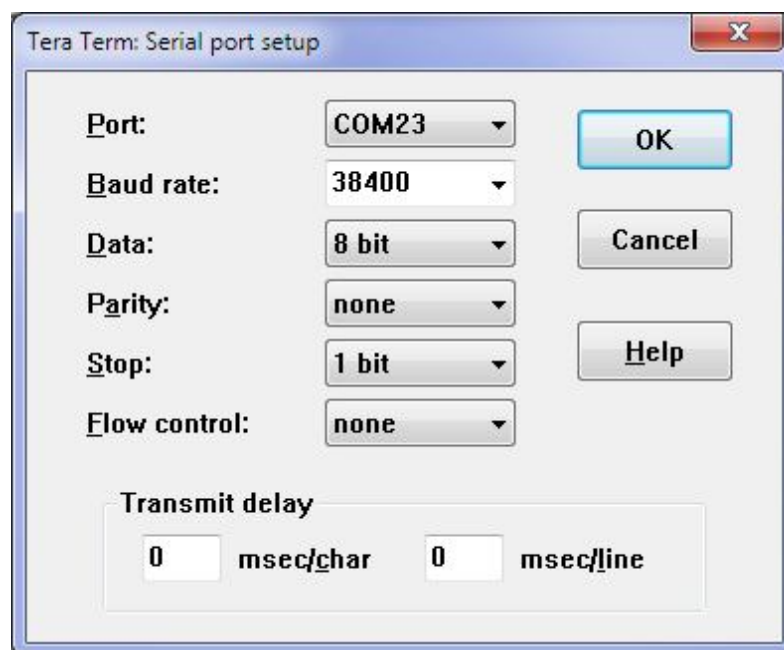 Tera Term: Serial port setup
Port: COM23 OK
Baud rate: 38400
Data: 8 bit Cancel
Parity: none
Stop: 1 bit Help
Flow control: none
Transmit delay
0 msec/char 0 msec/line